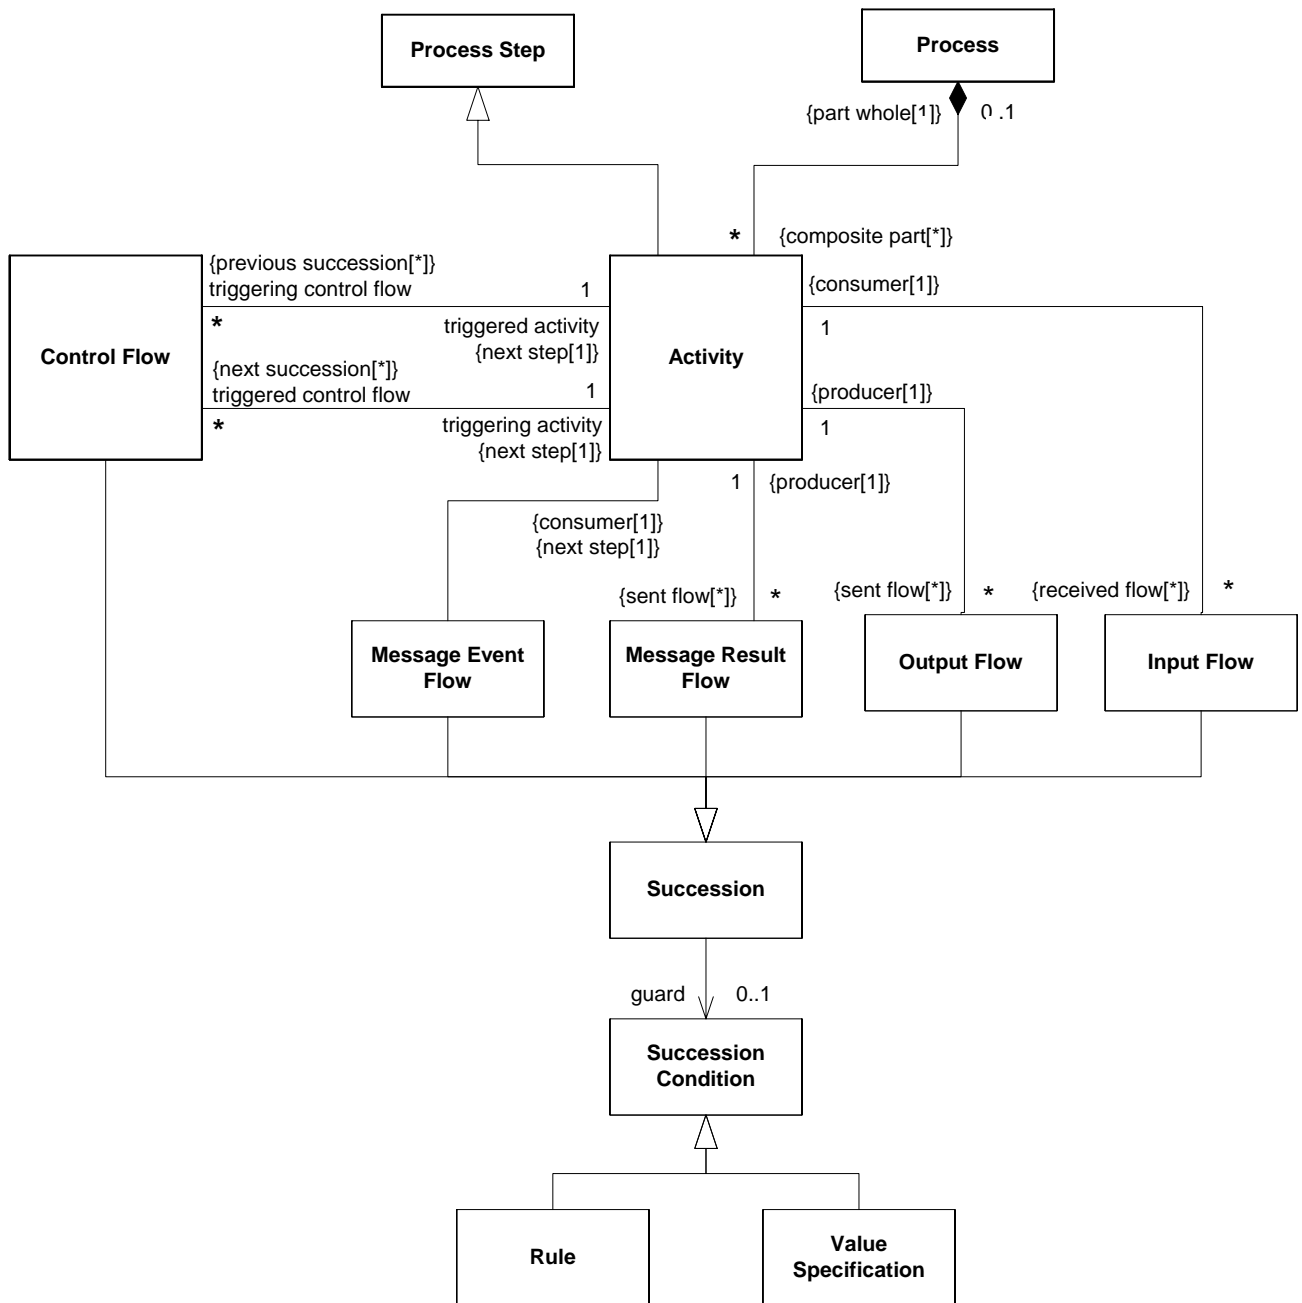 Process Step
Process
{part whole[1]}
0..1
*
{composite part[*]}
{previous succession[*]}
triggering control flow
1
{consumer[1]}
*
triggered activity
1
{next step[1]}
Control Flow
Activity
{next succession[*]}
triggered control flow
1
{producer[1]}
*
triggering activity
1
{next step[1]}
1
{producer[1]}
{consumer[1]}
{next step[1]}
{sent flow[*]}
*
{sent flow[*]}
*
{received flow[*]}
*
Message Event
Flow
Message Result
Flow
Output Flow
Input Flow
Succession
guard
0..1
Succession
Condition
Rule
Value
Specification